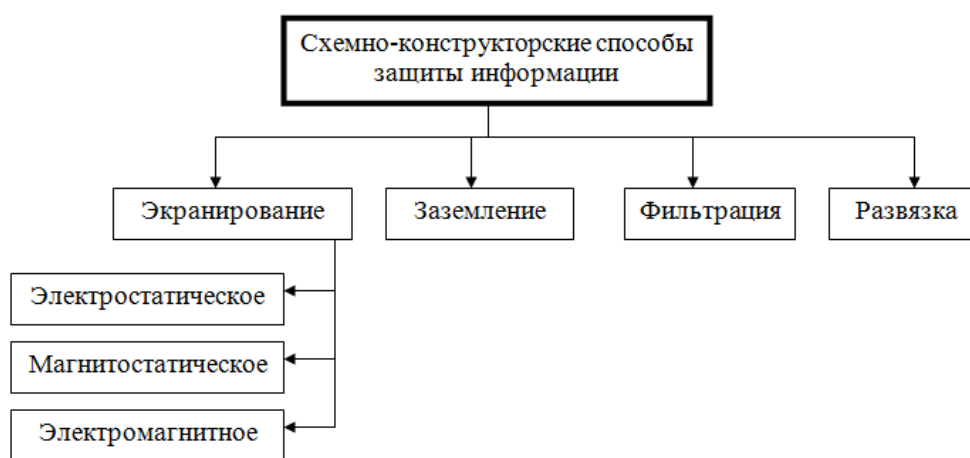 Схемно-конструкторские способы
защиты информации
Экранирование
Заземление
Фильтрация
Развязка
Электростатическое
Магнитостатическое
Электромагнитное